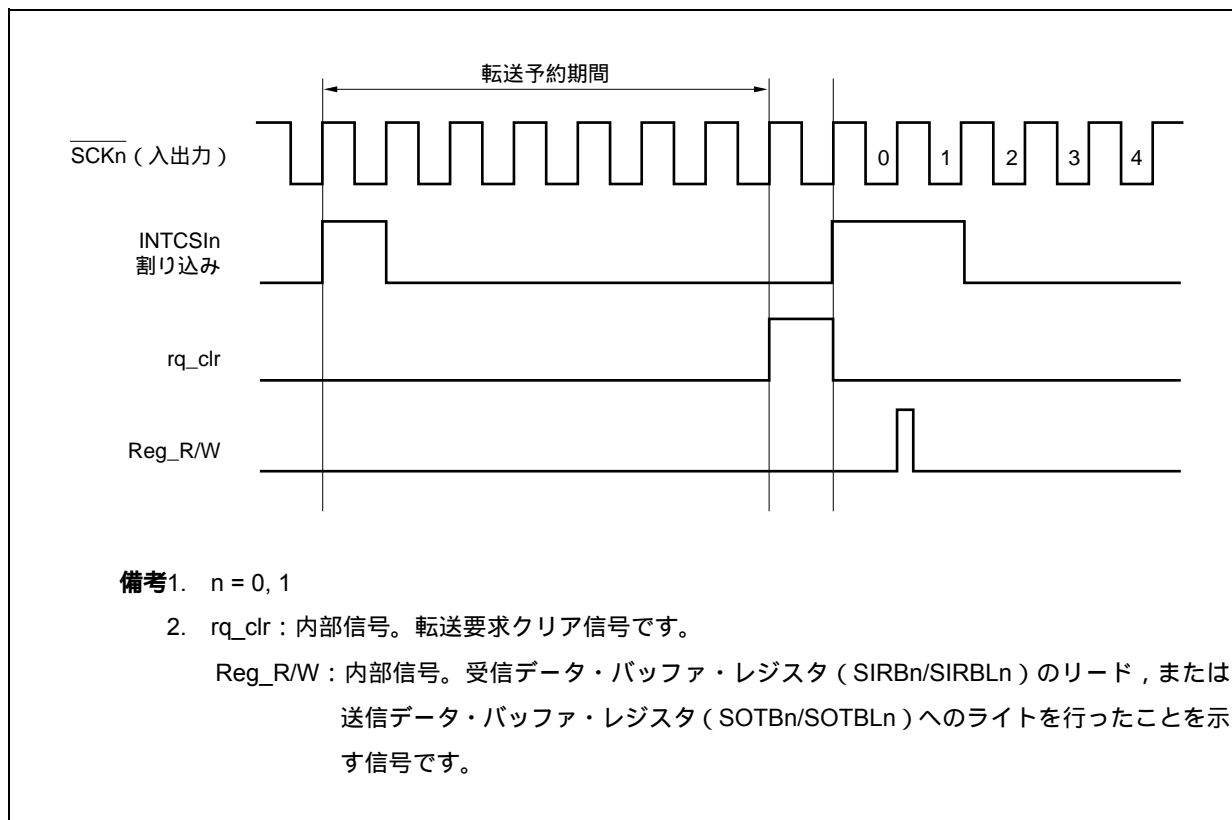 転送予約期間
SCKn（入出力）
0 1 2 3 4
INTCSIn
割り込み
rq_clr
Reg_R/W
備考1. n = 0, 1
2. rq_clr：内部信号。転送要求クリア信号です。
Reg_R/W：内部信号。受信データ・バッファ・レジスタ（SIRBn/SIRBLn）のリード，または
送信データ・バッファ・レジスタ（SOTBn/SOTBLn）へのライトを行ったことを示
す信号です。